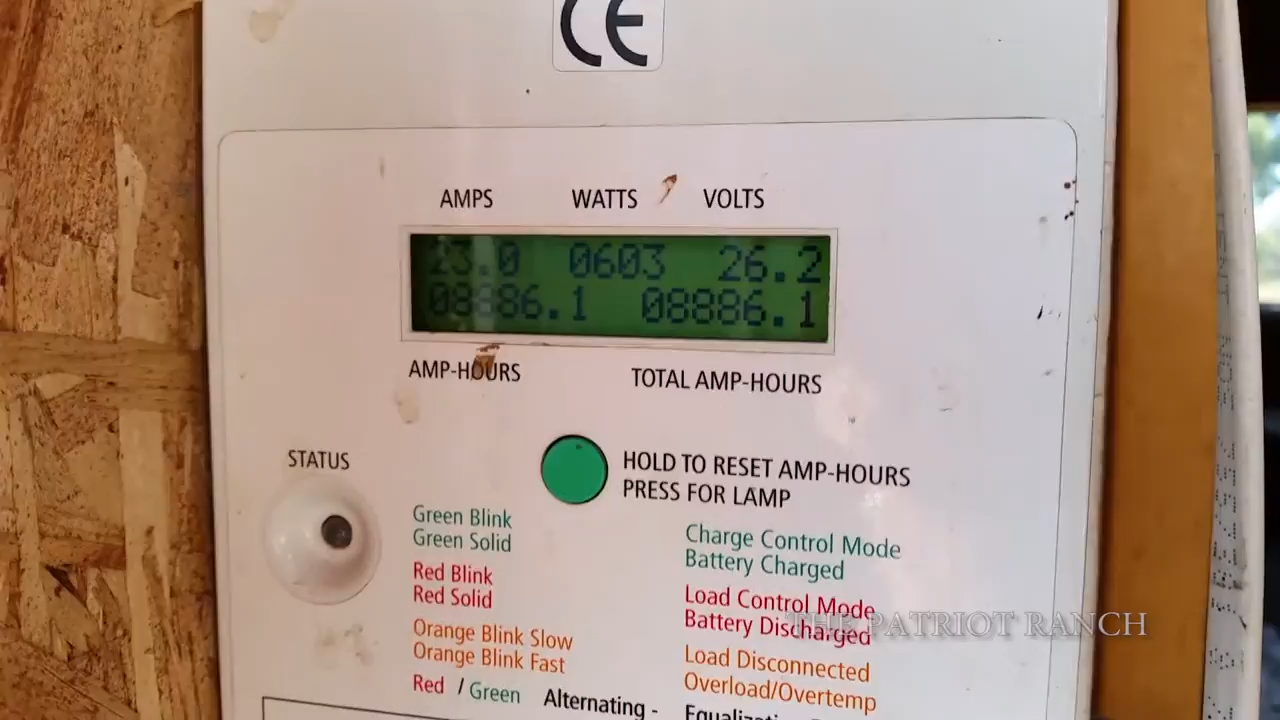 CE
AMPS WATTS VOLTS
23.0 0603 26.2
08886.1 08886.1
AMP-HOURS TOTAL AMP-HOURS
STATUS
HOLD TO RESET AMP-HOURS
PRESS FOR LAMP
Green Blink Charge Control Mode
Green Solid Battery Charged
Red Blink Load Control Mode
Red Solid Battery Discharged
THE PATRIOT RANCH
Orange Blink Slow Load Disconnected
Orange Blink Fast Overload/Overtemp
Red / Green Alternating -